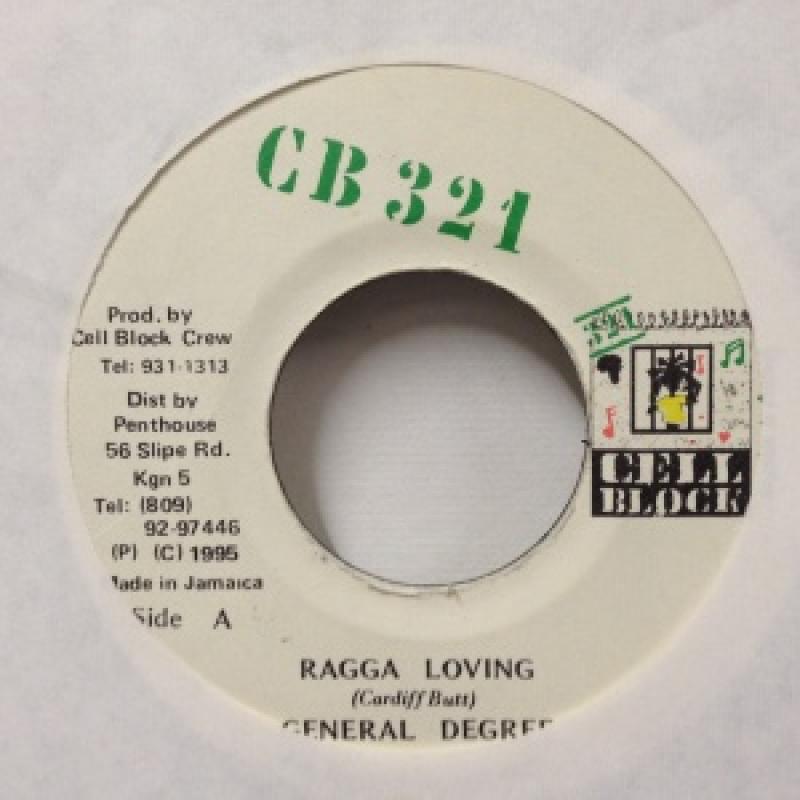 CB 321
Prod. by
Cell Block Crew
Tel: 931-1313
Dist by
Penthouse
56 Slipe Rd.
Kgn 5
Tel: (809)
92-97446
(P) (C) 1995
Made in Jamaica
Side A
321
CELL
BLOCK
RAGGA LOVING
(Cardiff Butt)
GENERAL DEGREE